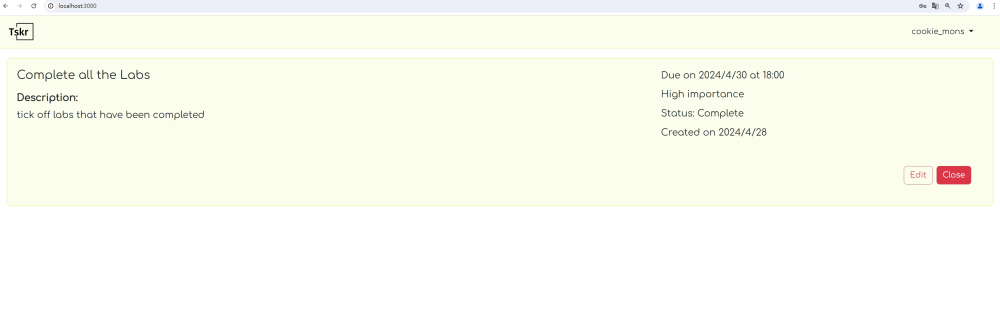 localhost:3000
Tskr
cookie_mons
Complete all the Labs
Description:
tick off labs that have been completed
Due on 2024/4/30 at 18:00
High importance
Status: Complete
Created on 2024/4/28
Edit
Close